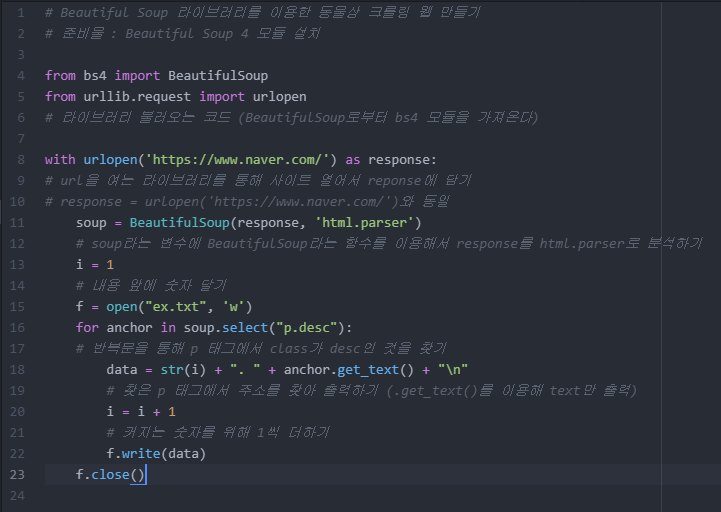 1 # Beautiful Soup 라이브러리를 이용한 동물상 크롤링 웹 만들기
2 # 준비물 : Beautiful Soup 4 모듈 설치
3
4 from bs4 import BeautifulSoup
5 from urllib.request import urlopen
6 # 라이브러리 불러오는 코드 (BeautifulSoup로부터 bs4 모듈을 가져온다)
7
8 with urlopen('https://www.naver.com/') as response:
9 # url을 여는 라이브러리를 통해 사이트 열어서 reponse에 담기
10 # response = urlopen('https://www.naver.com/')와 동일
11     soup = BeautifulSoup(response, 'html.parser')
12     # soup라는 변수에 BeautifulSoup라는 함수를 이용해서 response를 html.parser로 분석하기
13     i = 1
14     # 내용 앞에 숫자 달기
15     f = open("ex.txt", 'w')
16     for anchor in soup.select("p.desc"):
17     # 반복문을 통해 p 태그에서 class가 desc인 것을 찾기
18         data = str(i) + ". " + anchor.get_text() + "\n"
19         # 찾은 p 태그에서 주소를 찾아 출력하기 (.get_text()를 이용해 text만 출력)
20         i = i + 1
21         # 커지는 숫자를 위해 1씩 더하기
22         f.write(data)
23     f.close()
24